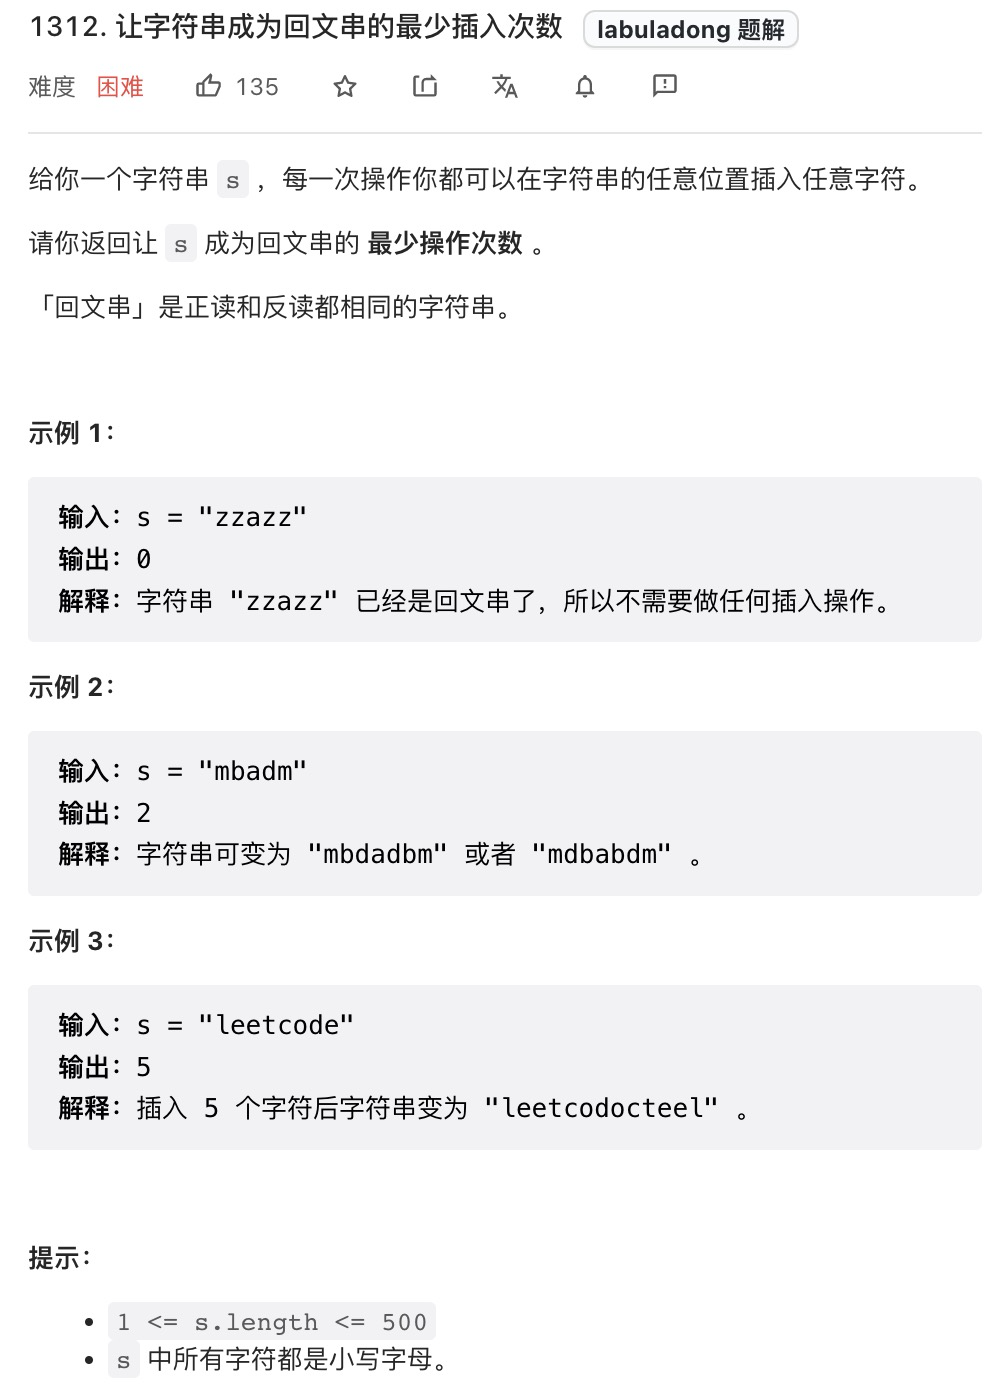 1312. 让字符串成为回文串的最少插入次数 labuladong 题解
难度 困难 135
给你一个字符串 s ，每一次操作你都可以在字符串的任意位置插入任意字符。
请你返回让 s 成为回文串的 最少操作次数 。
「回文串」是正读和反读都相同的字符串。
示例 1：
输入：s = "zzazz"
输出：0
解释：字符串 "zzazz" 已经是回文串了，所以不需要做任何插入操作。
示例 2：
输入：s = "mbadm"
输出：2
解释：字符串可变为 "mbdadbm" 或者 "mdbabdm" 。
示例 3：
输入：s = "leetcode"
输出：5
解释：插入 5 个字符后字符串变为 "leetcodocteel" 。
提示：
• 1 <= s.length <= 500
• s 中所有字符都是小写字母。